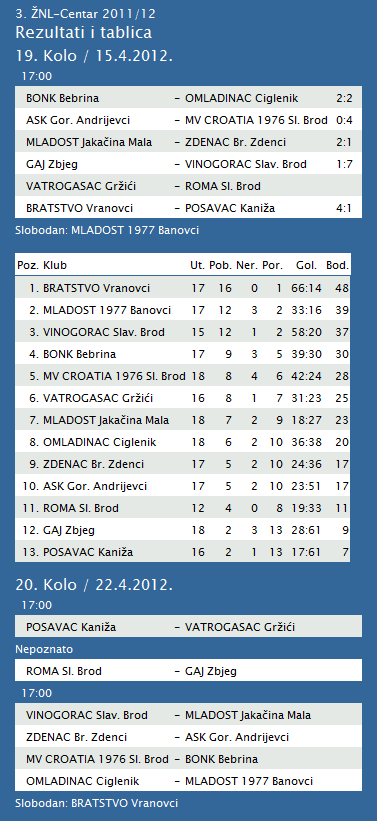 3. ŽNL-Centar 2011/12
Rezultati i tablica
19. Kolo / 15.4.2012.
17:00
BONK Bebrina - OMLADINAC Ciglenik 2:2
ASK Gor. Andrijevci - MV CROATIA 1976 Sl. Brod 0:4
MLADOST Jakačina Mala - ZDENAC Br. Zdenci 2:1
GAJ Zbjeg - VINOGORAC Slav. Brod 1:7
VATROGASAC Gržići - ROMA Sl. Brod
BRATSTVO Vranovci - POSAVAC Kaniža 4:1
Slobodan: MLADOST 1977 Banovci
Poz. Klub Ut. Pob. Ner. Por. Gol. Bod.
1. BRATSTVO Vranovci 17 16 0 1 66:14 48
2. MLADOST 1977 Banovci 17 12 3 2 33:16 39
3. VINOGORAC Slav. Brod 15 12 1 2 58:20 37
4. BONK Bebrina 17 9 3 5 39:30 30
5. MV CROATIA 1976 Sl. Brod 18 8 4 6 42:24 28
6. VATROGASAC Gržići 16 8 1 7 31:23 25
7. MLADOST Jakačina Mala 18 7 2 9 18:27 23
8. OMLADINAC Ciglenik 18 6 2 10 36:38 20
9. ZDENAC Br. Zdenci 17 5 2 10 24:36 17
10. ASK Gor. Andrijevci 17 5 2 10 23:51 17
11. ROMA Sl. Brod 12 4 0 8 19:33 11
12. GAJ Zbjeg 18 2 3 13 28:61 9
13. POSAVAC Kaniža 16 2 1 13 17:61 7
20. Kolo / 22.4.2012.
17:00
POSAVAC Kaniža - VATROGASAC Gržići
Nepoznato
ROMA Sl. Brod - GAJ Zbjeg
17:00
VINOGORAC Slav. Brod - MLADOST Jakačina Mala
ZDENAC Br. Zdenci - ASK Gor. Andrijevci
MV CROATIA 1976 Sl. Brod - BONK Bebrina
OMLADINAC Ciglenik - MLADOST 1977 Banovci
Slobodan: BRATSTVO Vranovci